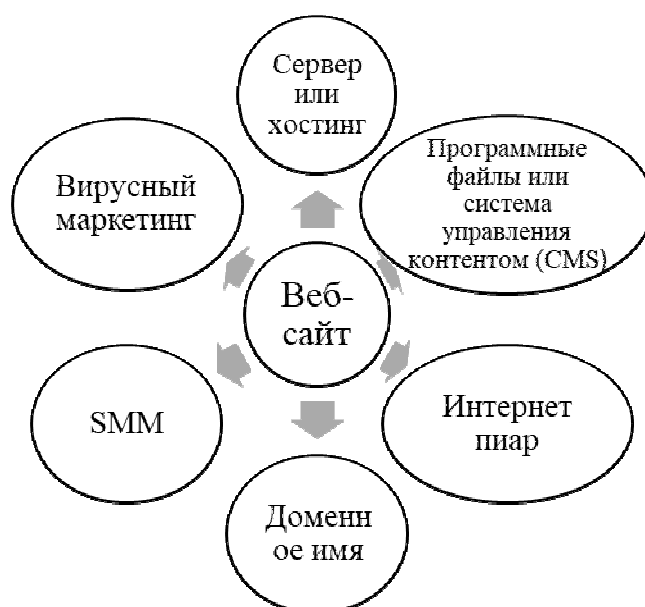 Сервер
или
хостинг
Программные
файлы или
система
управления
контентом (CMS)
Вирусный
маркетинг
Веб-
сайт
SMM
Интернет
пиар
Доменн
ое имя